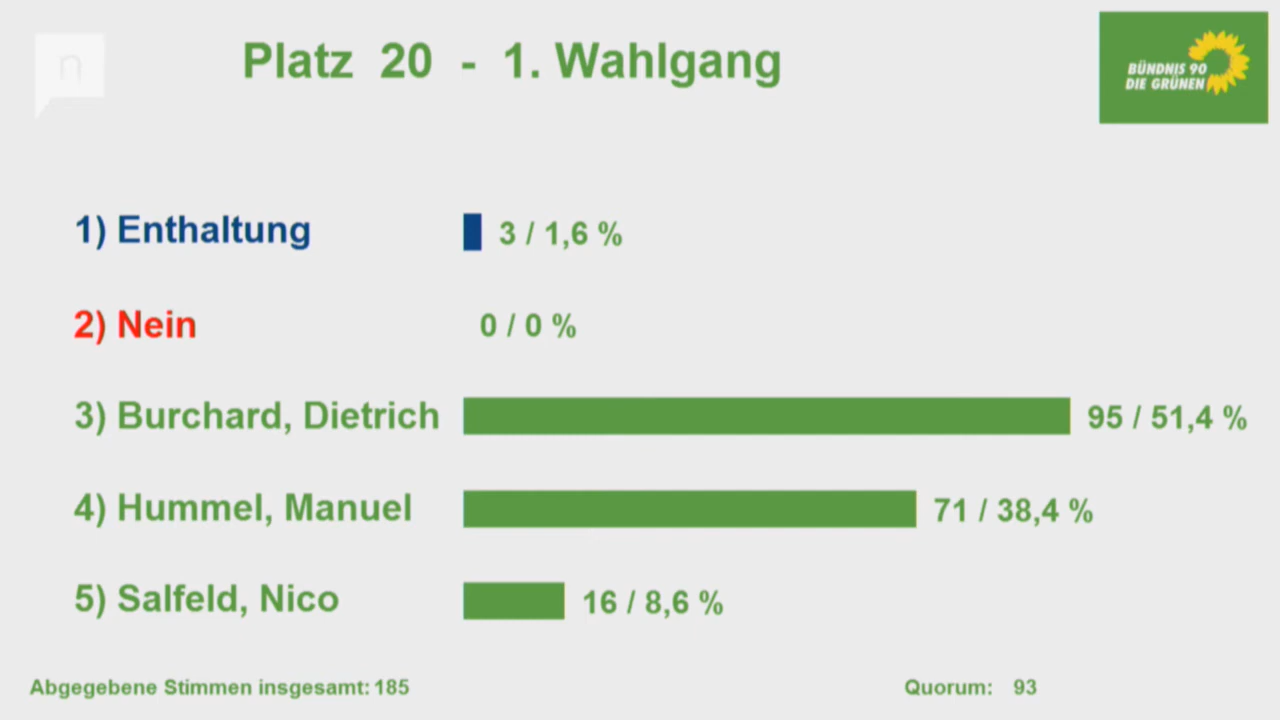 n
Platz 20 - 1. Wahlgang
BÜNDNIS 90
DIE GRÜNEN
1) Enthaltung 3 / 1,6 %
2) Nein 0 / 0 %
3) Burchard, Dietrich 95 / 51,4 %
4) Hummel, Manuel 71 / 38,4 %
5) Salfeld, Nico 16 / 8,6 %
Abgegebene Stimmen insgesamt: 185 Quorum: 93